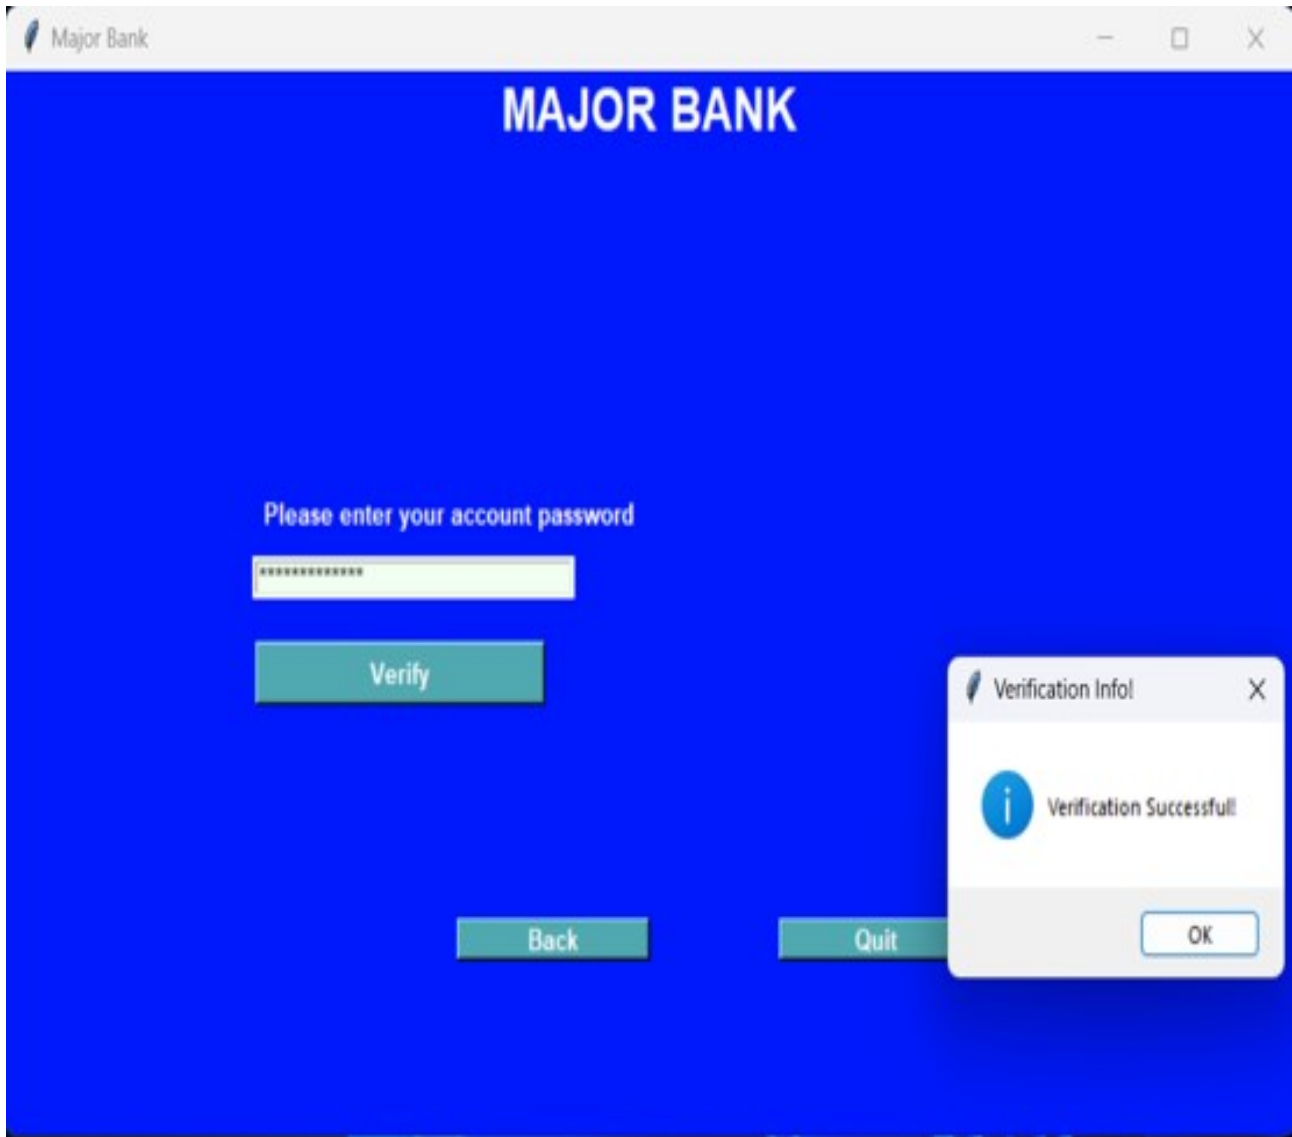 Major Bank
MAJOR BANK
Please enter your account password
*************
Verify
Verification Info!
Verification Successful!
Back
Quit
OK